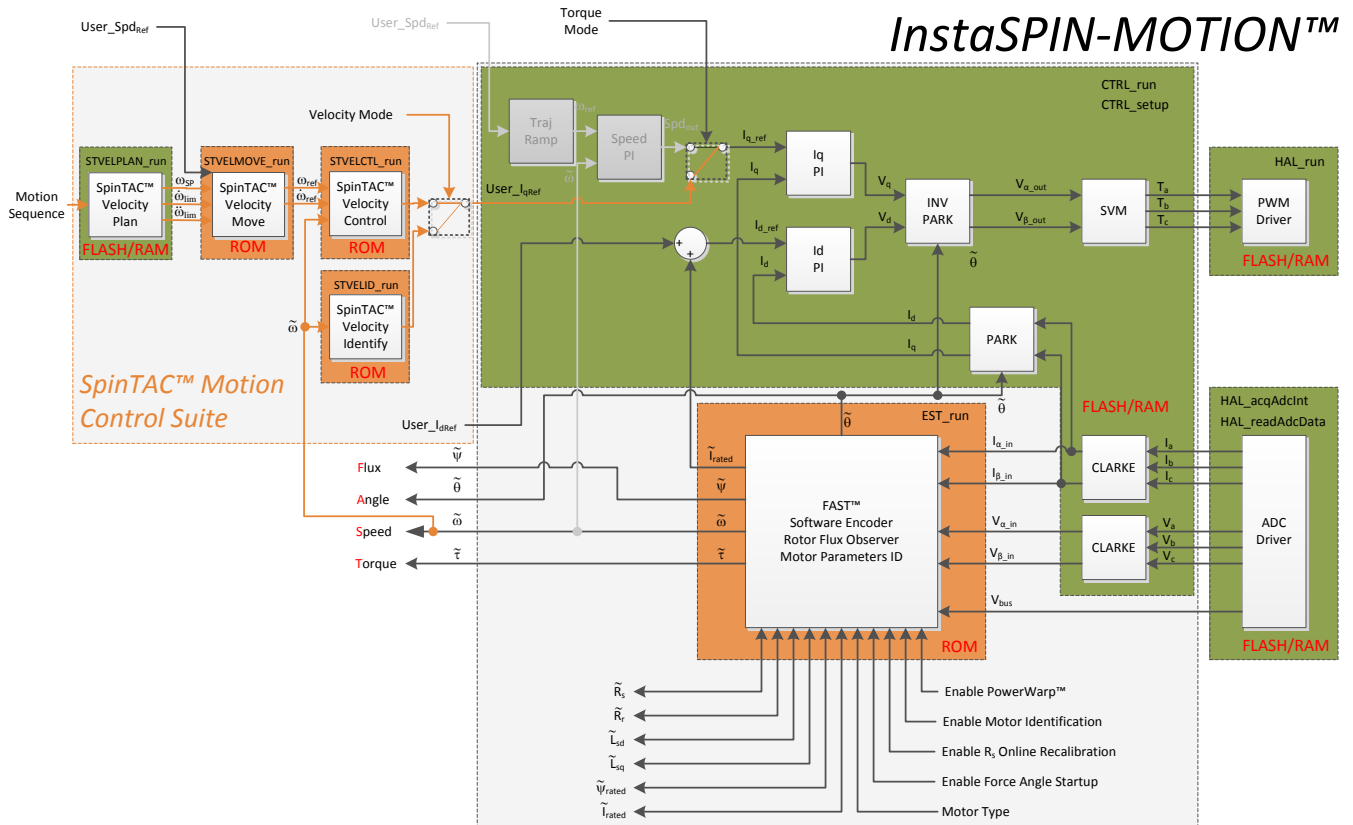 InstaSPIN-MOTION™
User_SpdRef
User_SpdRef
Torque
Mode
CTRL_run
CTRL_setup
Velocity Mode
Traj
Ramp
ωref
Speed
PI
Spdout
ω̃
Iq_ref
Iq
Iq
PI
Vq
Vd
INV
PARK
Vα_out
Vβ_out
SVM
Ta
Tb
Tc
HAL_run
PWM
Driver
FLASH/RAM
Motion
Sequence
STVELPLAN_run
SpinTAC™
Velocity
Plan
FLASH/RAM
ωSP
ω̇lim
ω̈lim
STVELMOVE_run
SpinTAC™
Velocity
Move
ROM
ωref
ω̇ref
STVELCTL_run
SpinTAC™
Velocity
Control
ROM
User_IqRef
STVELID_run
SpinTAC™
Velocity
Identify
ROM
ω̃
SpinTAC™ Motion
Control Suite
+
+
Id_ref
Id
Id
PI
θ̃
Id
Iq
PARK
θ̃
User_IdRef
FLASH/RAM
EST_run
θ̃
Ĩrated
ψ̃
ω̃
τ̃
FAST™
Software Encoder
Rotor Flux Observer
Motor Parameters ID
ROM
Flux
ψ̃
Angle
θ̃
Speed
ω̃
Torque
τ̃
Iα_in
Iβ_in
Vα_in
Vβ_in
Vbus
CLARKE
CLARKE
Ia
Ib
Ic
Va
Vb
Vc
HAL_acqAdcInt
HAL_readAdcData
ADC
Driver
FLASH/RAM
R̃s
R̃r
L̃sd
L̃sq
ψ̃rated
Ĩrated
Enable PowerWarp™
Enable Motor Identification
Enable Rs Online Recalibration
Enable Force Angle Startup
Motor Type